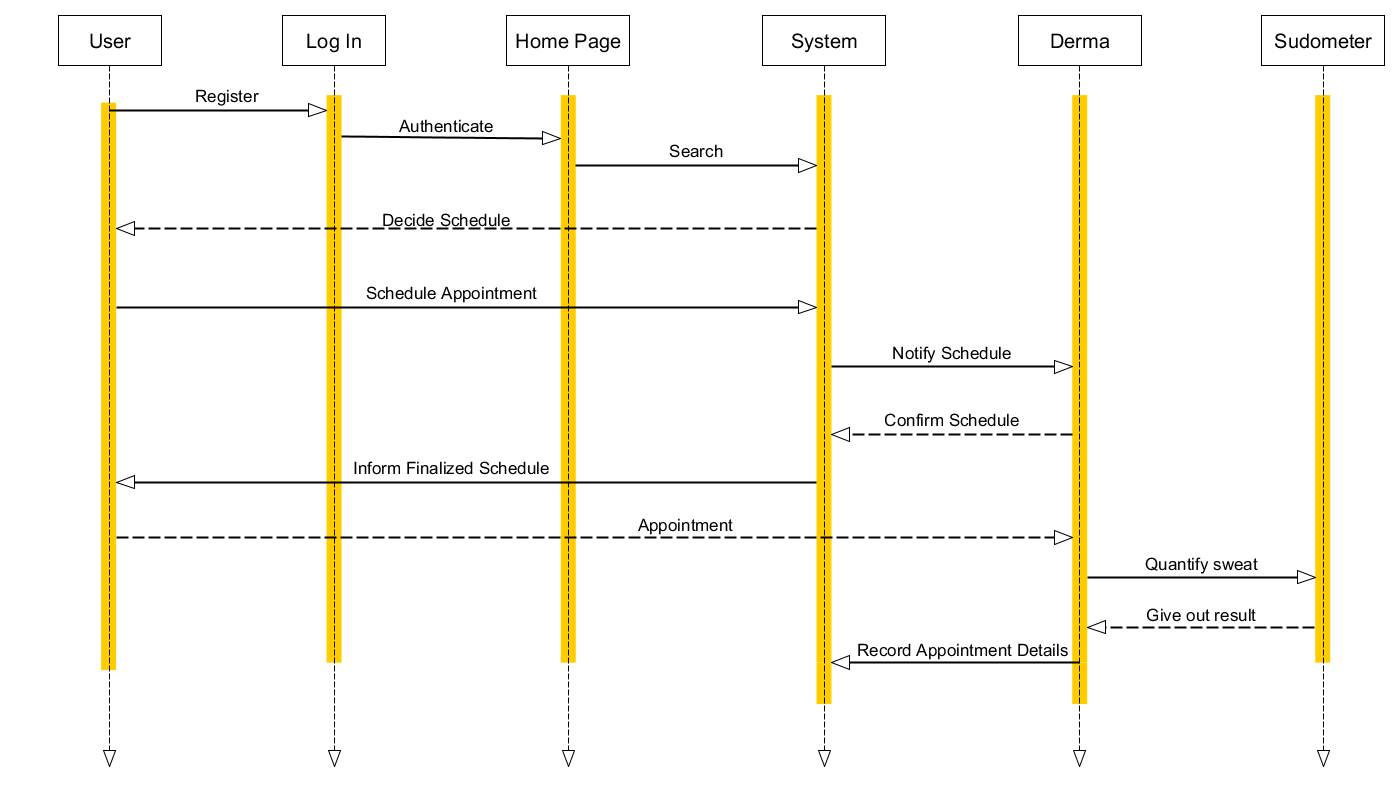 User
Log In
Home Page
System
Derma
Sudometer
Register
Authenticate
Search
Decide Schedule
Schedule Appointment
Notify Schedule
Confirm Schedule
Inform Finalized Schedule
Appointment
Quantify sweat
Give out result
Record Appointment Details